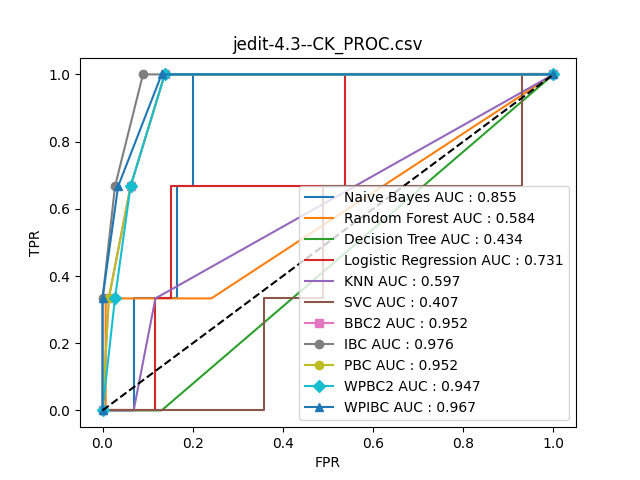 jedit-4.3--CK_PROC.csv
1.0
0.8
0.6
0.4
0.2
0.0
TPR
Naive Bayes AUC : 0.855
Random Forest AUC : 0.584
Decision Tree AUC : 0.434
Logistic Regression AUC : 0.731
KNN AUC : 0.597
SVC AUC : 0.407
BBC2 AUC : 0.952
IBC AUC : 0.976
PBC AUC : 0.952
WPBC2 AUC : 0.947
WPIBC AUC : 0.967
0.0 0.2 0.4 0.6 0.8 1.0
FPR